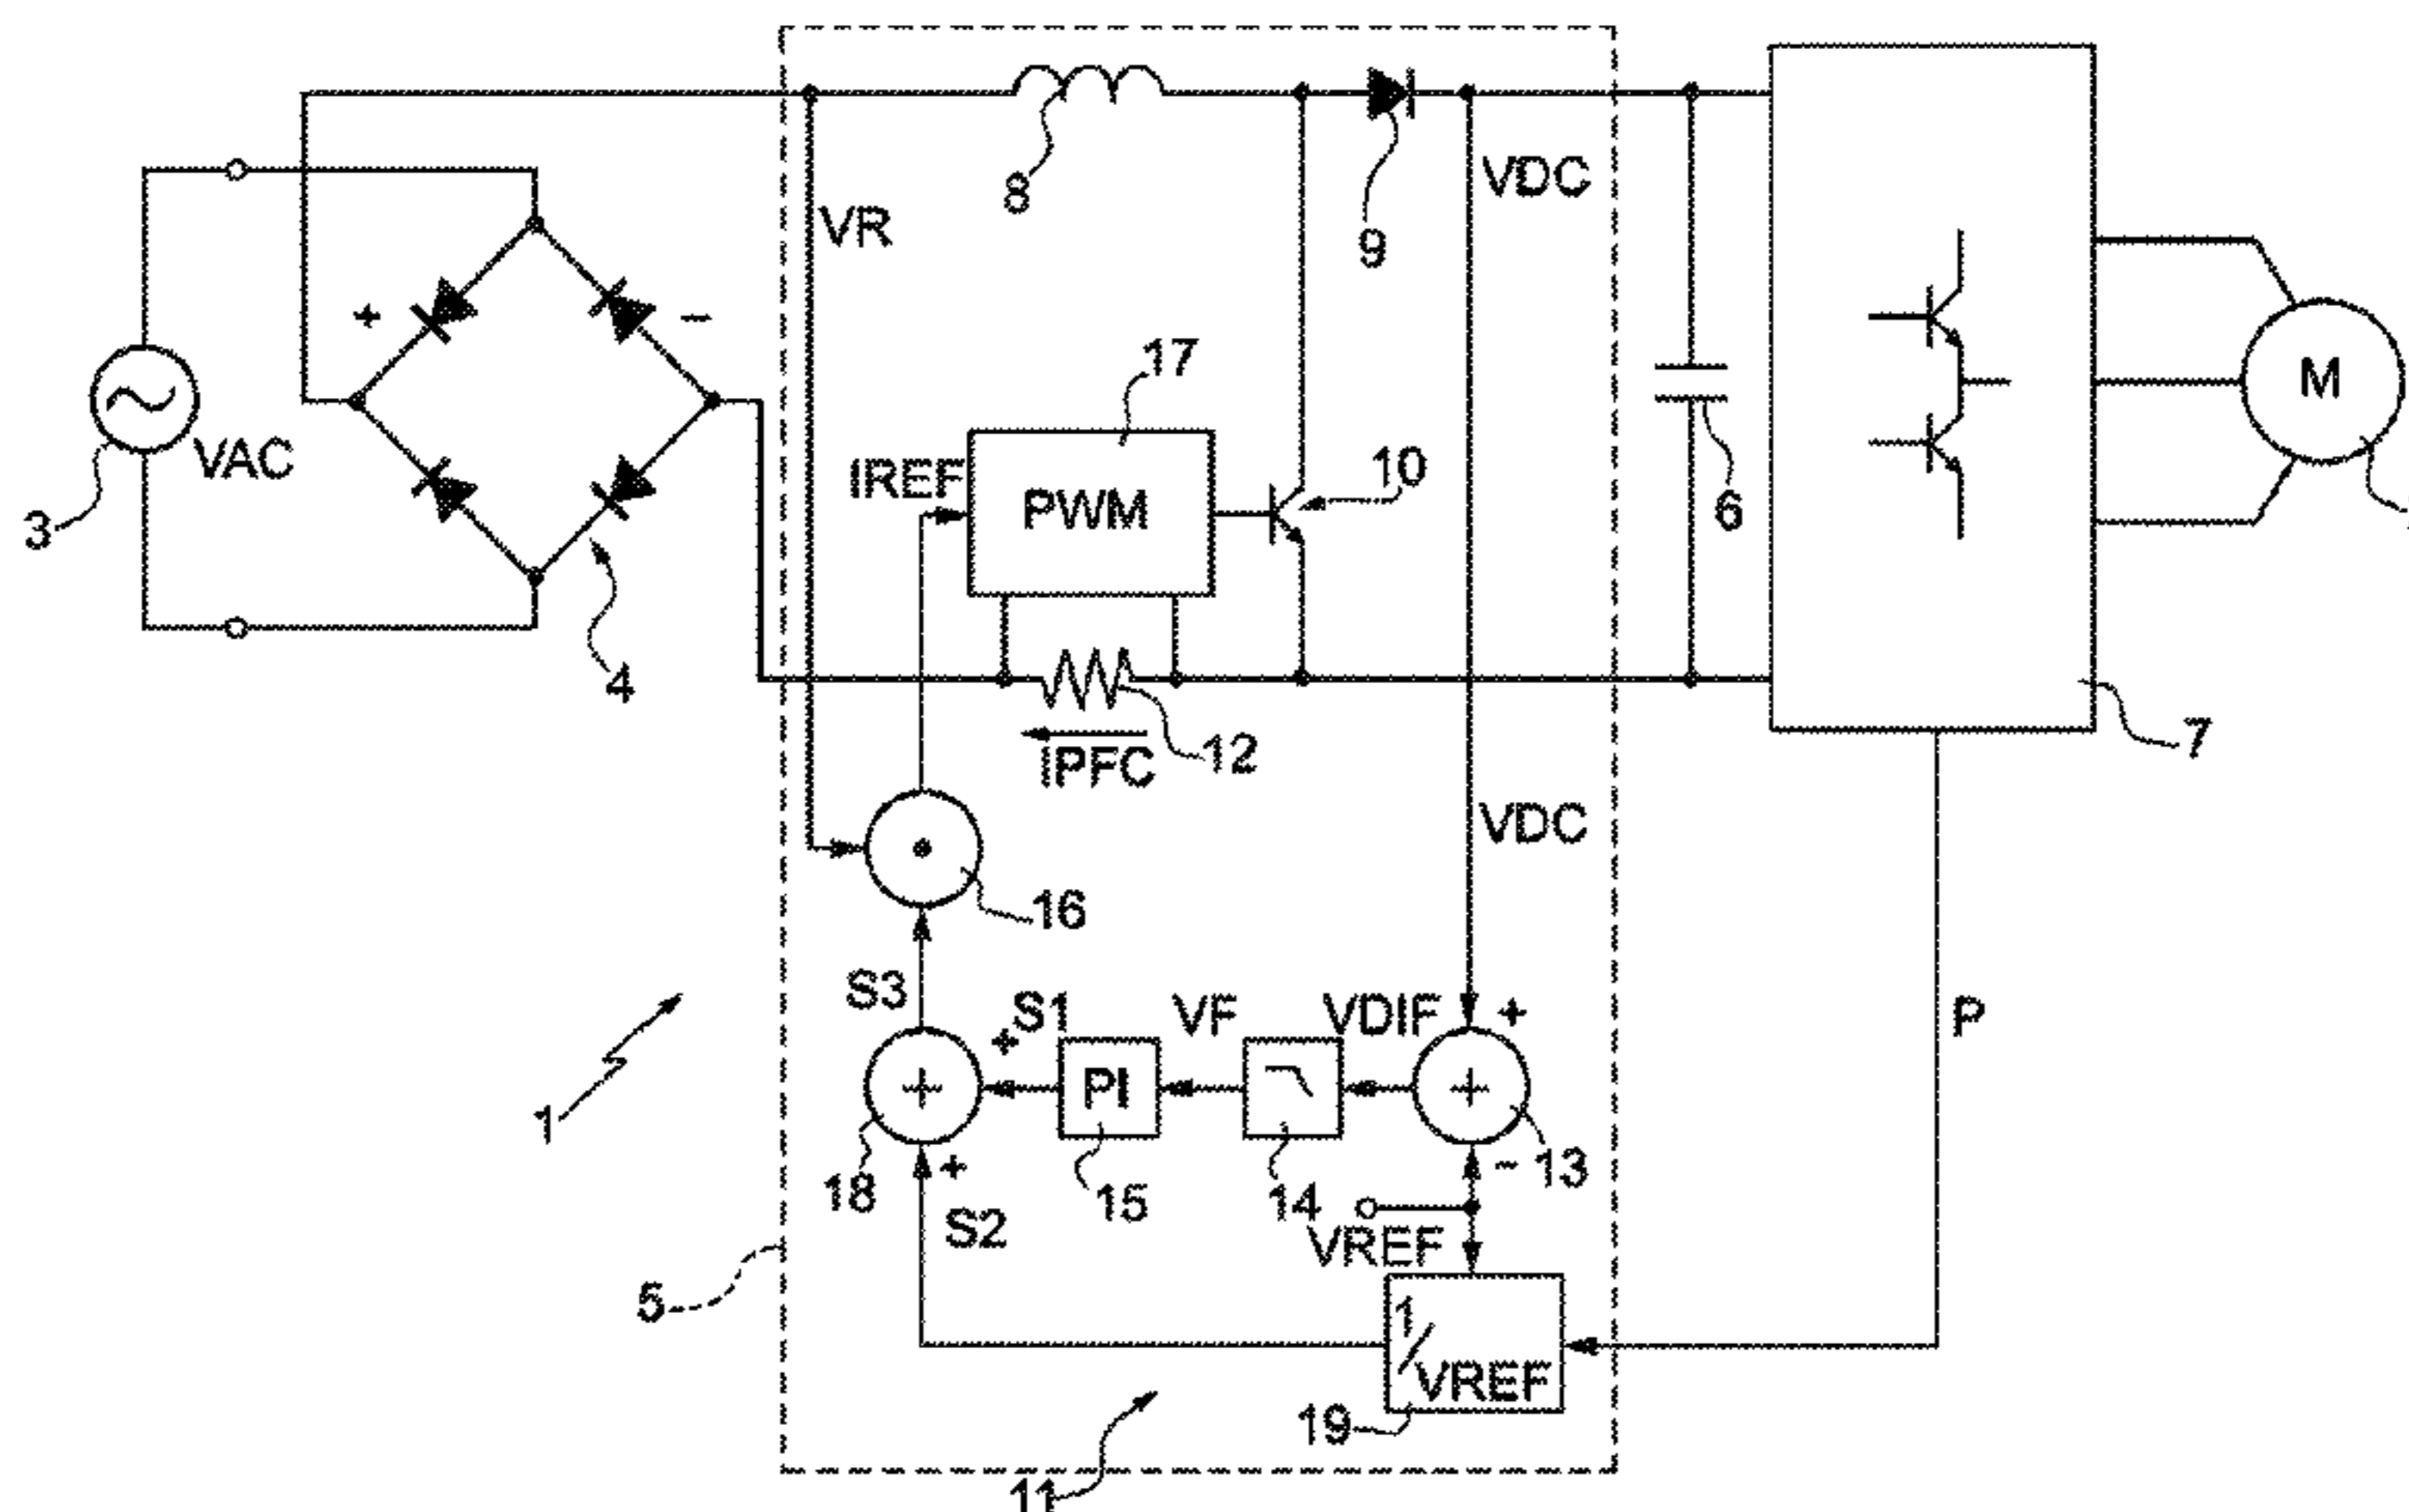 8
VDC
VR
9
+
−
17
M
VAC
IREF
PWM
10
3
6
4
12
7
IPFC
VDC
16
S3
S1
VF
VDIF
+
P
+
+
PI
+
1
18
+
15
14
- 13
S2
VREF
5
1/VREF
19
11